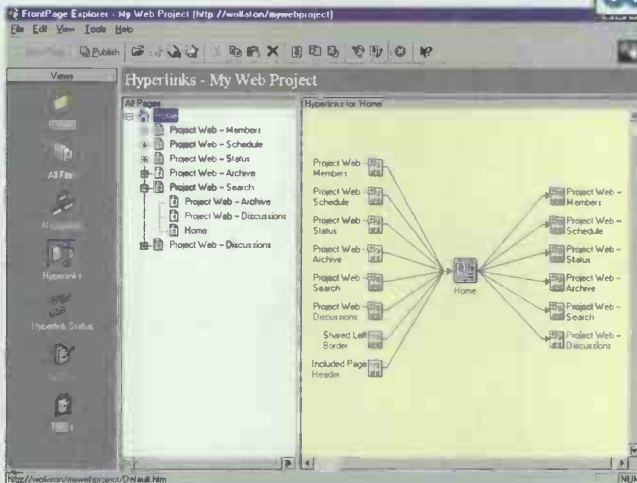 FrontPage Explorer - My Web Project [http://wollaton/mywebproject]
File Edit View Tools Help
Publish
Views
Hyperlinks - My Web Project
All Pages
Home
Project Web - Members
Project Web - Schedule
Project Web - Status
Project Web - Archive
Project Web - Search
Project Web - Archive
Project Web - Discussions
Home
Project Web - Discussions
All Files
Navigation
Hyperlinks
Hyperlink Status
Hyperlinks for 'Home'
Project Web -
Members
Project Web
Schedule
Project Web
Status
Project Web
Archive
Project Web
Search
Project Web
Discussions
Shared Left
Border
Included Page
Header
Home
Project Web -
Members
Project Web -
Schedule
Project Web -
Status
Project Web -
Archive
Project Web -
Search
Project Web -
Discussions
http://wollaton/mywebproject/Default.htm
NUM